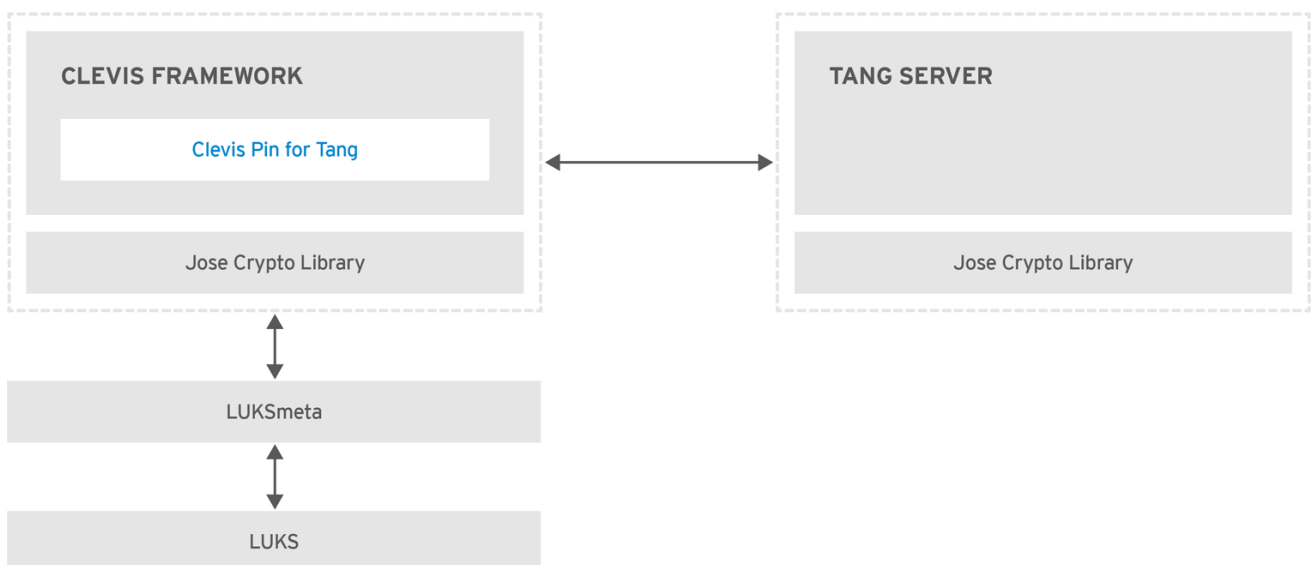 CLEVIS FRAMEWORK
Clevis Pin for Tang
Jose Crypto Library
TANG SERVER
Jose Crypto Library
LUKSmeta
LUKS